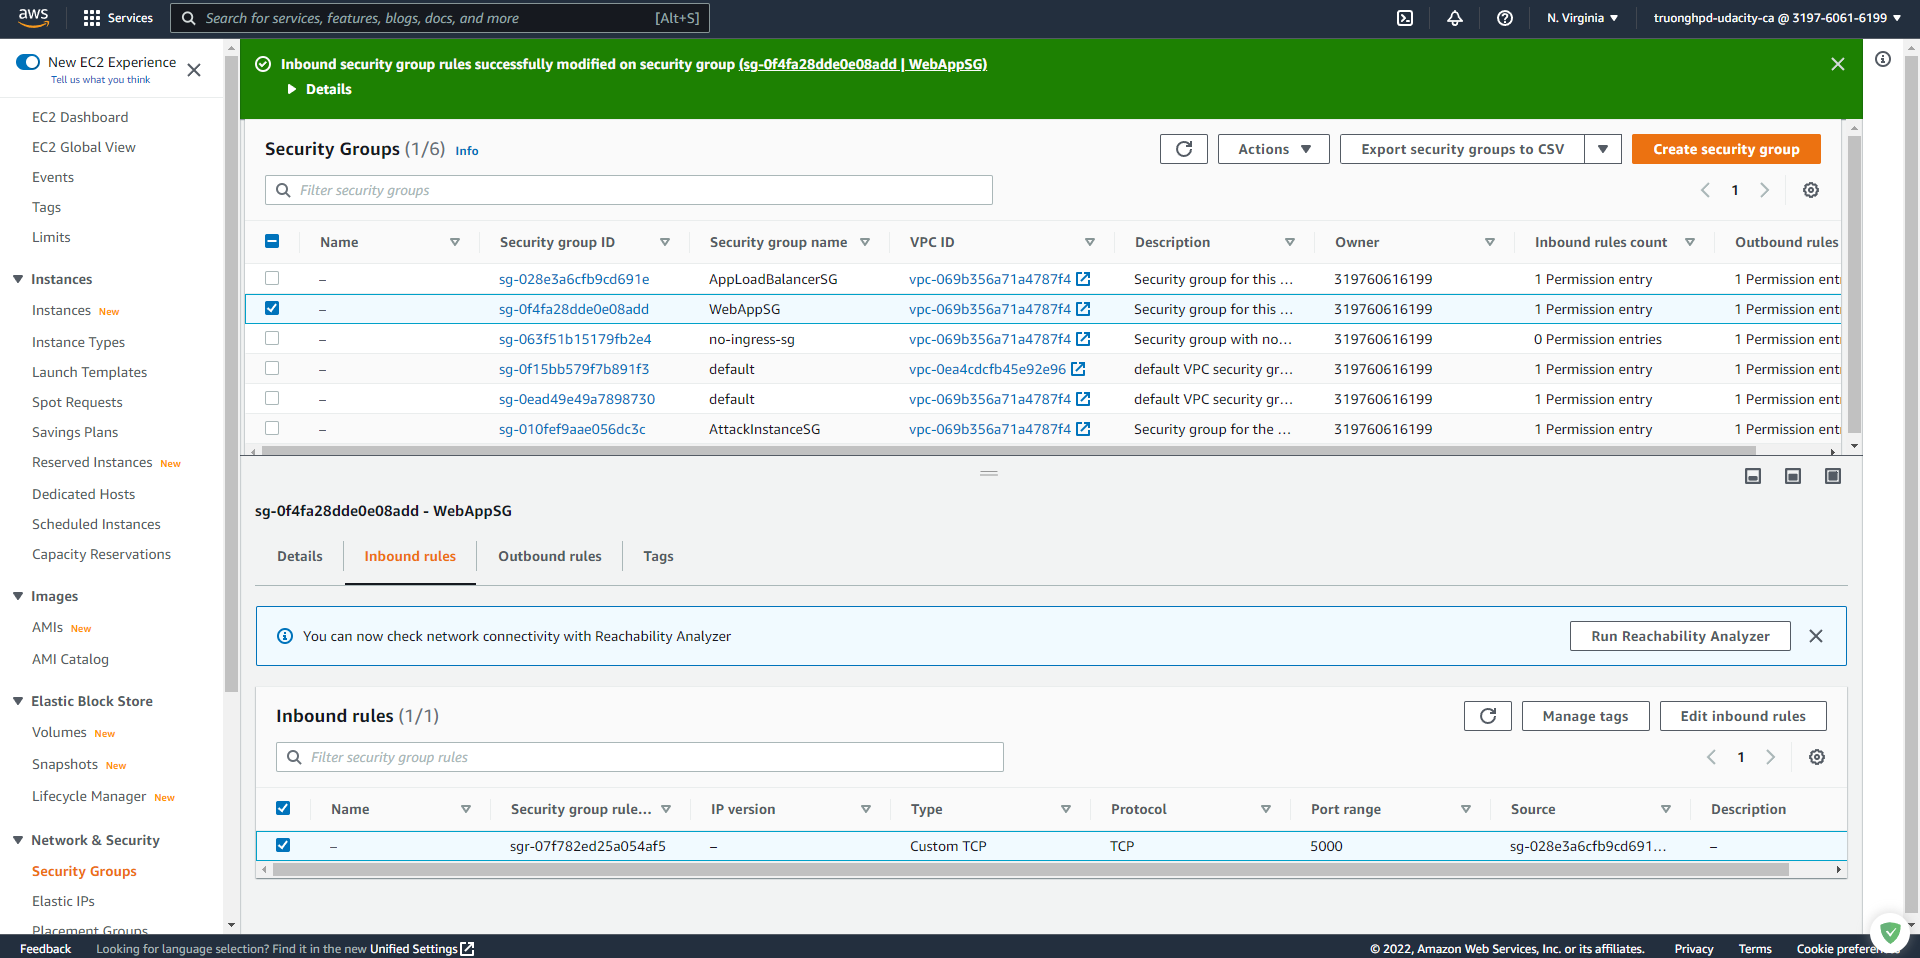 aws Services Search for services, features, blogs, docs, and more [Alt+S] N. Virginia truonghpd-udacity-ca @ 3197-6061-6199
New EC2 Experience
Tell us what you think
EC2 Dashboard
EC2 Global View
Events
Tags
Limits
Instances
Instances New
Instance Types
Launch Templates
Spot Requests
Savings Plans
Reserved Instances New
Dedicated Hosts
Scheduled Instances
Capacity Reservations
Images
AMIs New
AMI Catalog
Elastic Block Store
Volumes New
Snapshots New
Lifecycle Manager New
Network & Security
Security Groups
Elastic IPs
Placement Groups
Inbound security group rules successfully modified on security group (sg-0f4fa28dde0e08add | WebAppSG)
Details
Security Groups (1/6) Info
Actions
Export security groups to CSV
Create security group
Filter security groups
1
Name Security group ID Security group name VPC ID Description Owner Inbound rules count Outbound rules
– sg-028e3a6cfb9cd691e AppLoadBalancerSG vpc-069b356a71a4787f4 Security group for this ... 319760616199 1 Permission entry 1 Permission ent
– sg-0f4fa28dde0e08add WebAppSG vpc-069b356a71a4787f4 Security group for this ... 319760616199 1 Permission entry 1 Permission ent
– sg-063f51b15179fb2e4 no-ingress-sg vpc-069b356a71a4787f4 Security group with no... 319760616199 0 Permission entries 1 Permission ent
– sg-0f15bb579f7b891f3 default vpc-0ea4cdcfb45e92e96 default VPC security gr... 319760616199 1 Permission entry 1 Permission ent
– sg-0ead49e49a7898730 default vpc-069b356a71a4787f4 default VPC security gr... 319760616199 1 Permission entry 1 Permission ent
– sg-010fef9aae056dc3c AttackInstanceSG vpc-069b356a71a4787f4 Security group for the ... 319760616199 1 Permission entry 1 Permission ent
sg-0f4fa28dde0e08add - WebAppSG
Details Inbound rules Outbound rules Tags
You can now check network connectivity with Reachability Analyzer
Run Reachability Analyzer
Inbound rules (1/1)
Manage tags
Edit inbound rules
Filter security group rules
1
Name Security group rule... IP version Type Protocol Port range Source Description
– sgr-07f782ed25a054af5 – Custom TCP TCP 5000 sg-028e3a6cfb9cd691... –
Feedback Looking for language selection? Find it in the new Unified Settings © 2022, Amazon Web Services, Inc. or its affiliates. Privacy Terms Cookie prefere